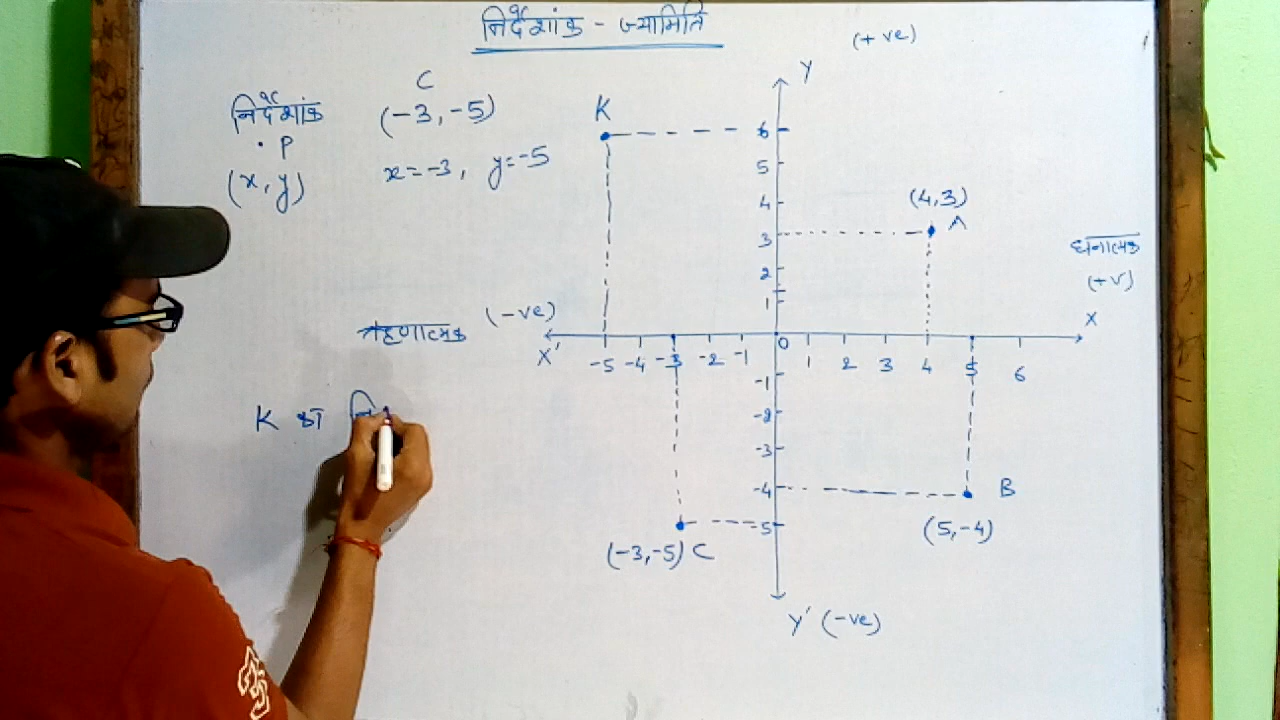 निर्देशांक - ज्यामिति
(+ ve)
निर्देशांक
C
(-3, -5)
. P
(x, y)
x = -3, y = -5
K
Y
6
5
4
3
2
1
(4,3)
A
धनात्मक
(+v)
X
ऋणात्मक
(-ve)
X'
-5 -4 -3 -2 -1 0 1 2 3 4 5 6
-1
-2
-3
-4
-5
K का नि
B
(5, -4)
(-3, -5) C
Y' (-ve)